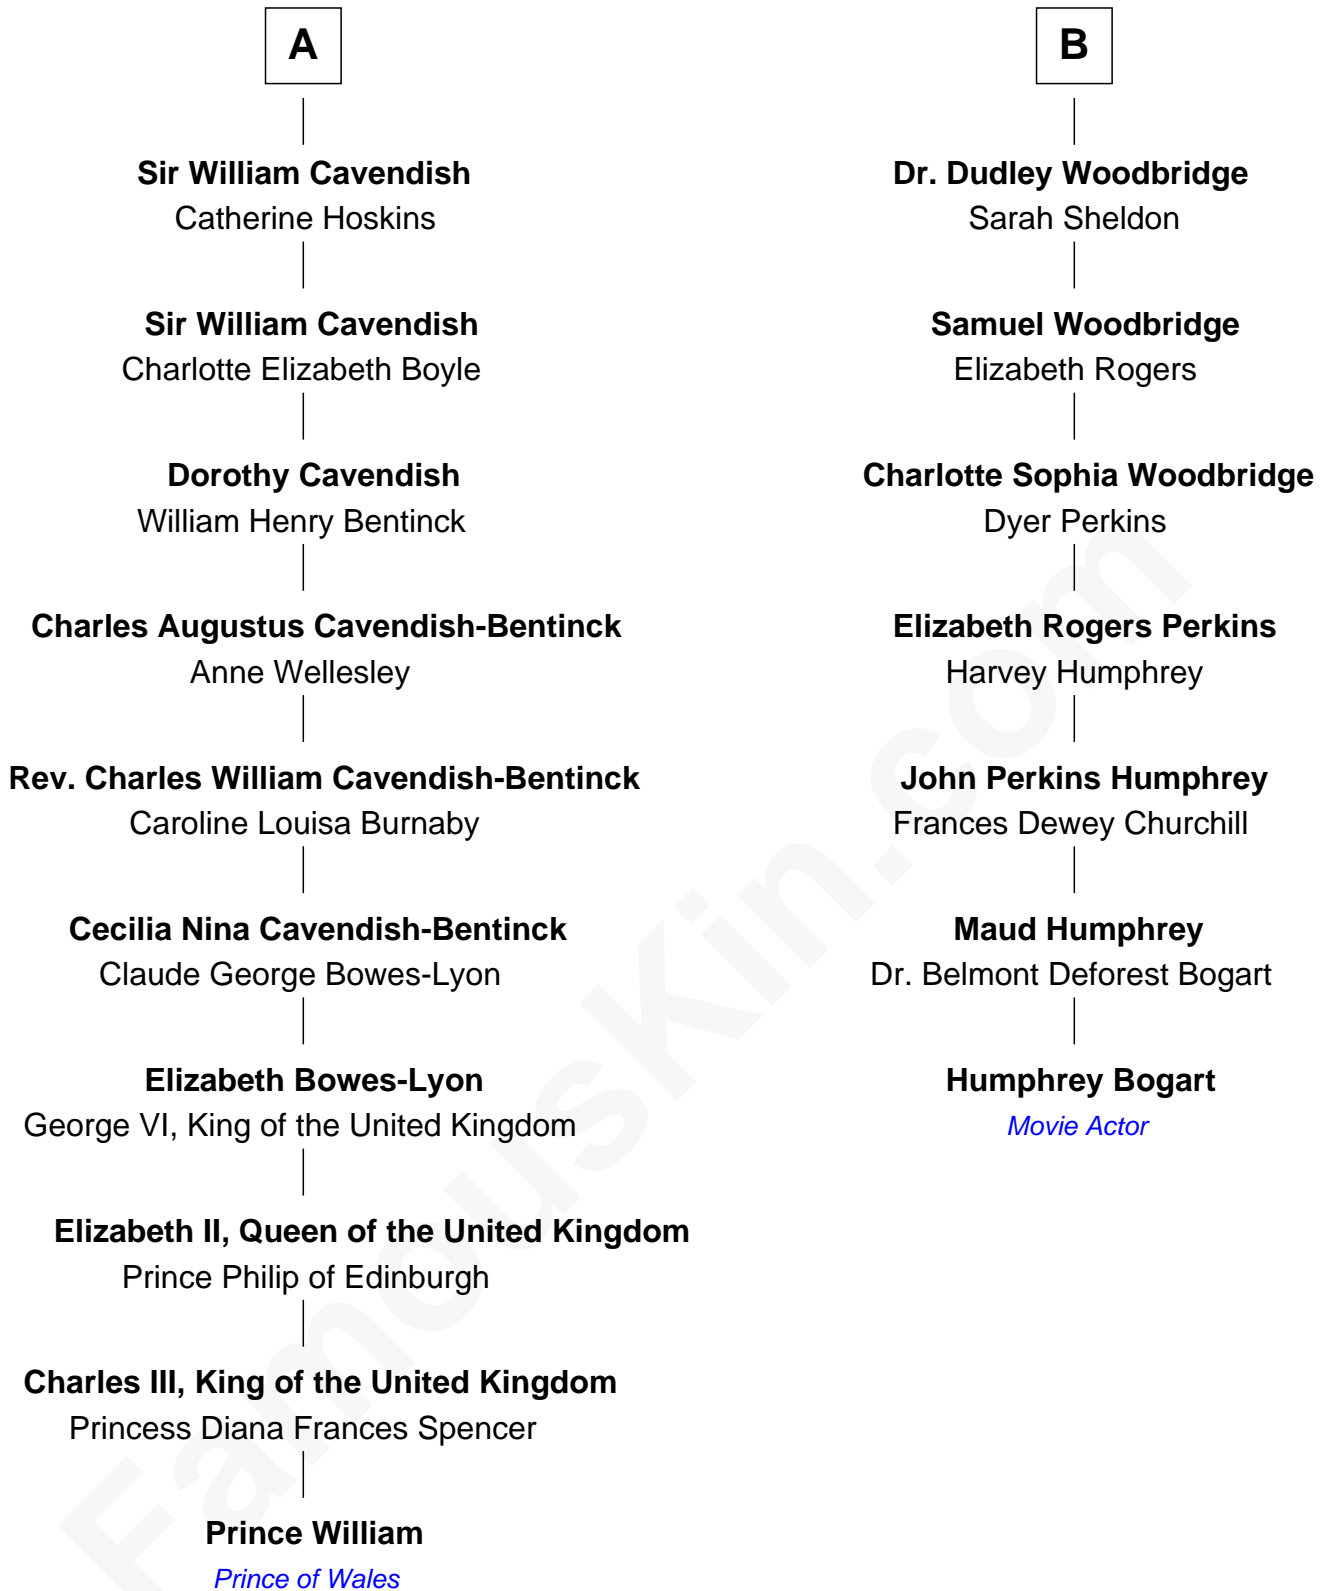 A
Sir William Cavendish
Catherine Hoskins
Sir William Cavendish
Charlotte Elizabeth Boyle
Dorothy Cavendish
William Henry Bentinck
Charles Augustus Cavendish-Bentinck
Anne Wellesley
Rev. Charles William Cavendish-Bentinck
Caroline Louisa Burnaby
Cecilia Nina Cavendish-Bentinck
Claude George Bowes-Lyon
Elizabeth Bowes-Lyon
George VI, King of the United Kingdom
Elizabeth II, Queen of the United Kingdom
Prince Philip of Edinburgh
Charles III, King of the United Kingdom
Princess Diana Frances Spencer
Prince William
Prince of Wales
B
Dr. Dudley Woodbridge
Sarah Sheldon
Samuel Woodbridge
Elizabeth Rogers
Charlotte Sophia Woodbridge
Dyer Perkins
Elizabeth Rogers Perkins
Harvey Humphrey
John Perkins Humphrey
Frances Dewey Churchill
Maud Humphrey
Dr. Belmont Deforest Bogart
Humphrey Bogart
Movie Actor
FamousKin.com